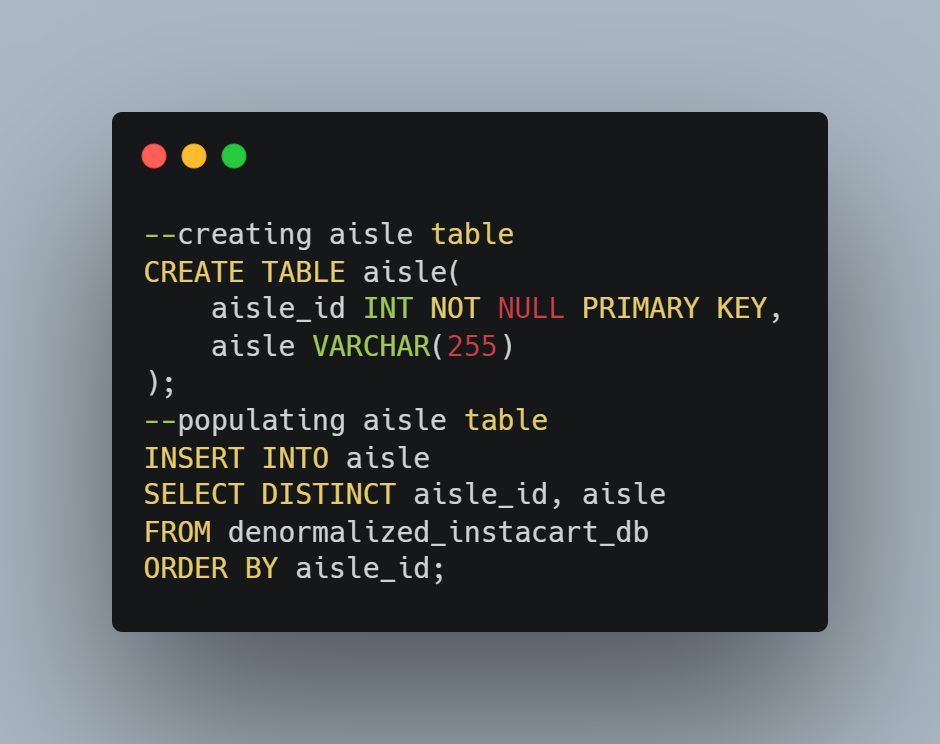 --creating aisle table
CREATE TABLE aisle(
    aisle_id INT NOT NULL PRIMARY KEY,
    aisle VARCHAR(255)
);
--populating aisle table
INSERT INTO aisle
SELECT DISTINCT aisle_id, aisle
FROM denormalized_instacart_db
ORDER BY aisle_id;